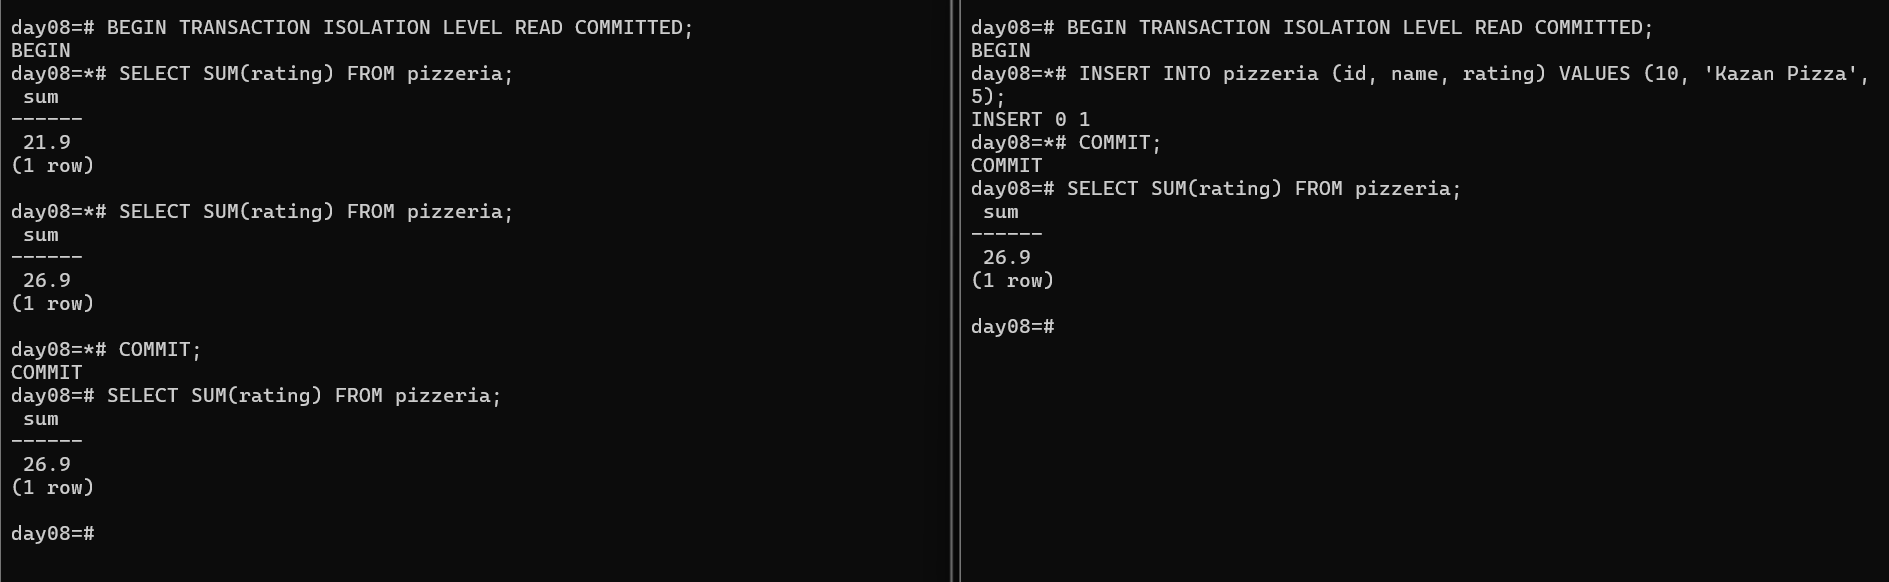 day08=# BEGIN TRANSACTION ISOLATION LEVEL READ COMMITTED;
BEGIN
day08=*# SELECT SUM(rating) FROM pizzeria;
 sum
------
 21.9
(1 row)

day08=*# SELECT SUM(rating) FROM pizzeria;
 sum
------
 26.9
(1 row)

day08=*# COMMIT;
COMMIT
day08=# SELECT SUM(rating) FROM pizzeria;
 sum
------
 26.9
(1 row)

day08=#
day08=# BEGIN TRANSACTION ISOLATION LEVEL READ COMMITTED;
BEGIN
day08=*# INSERT INTO pizzeria (id, name, rating) VALUES (10, 'Kazan Pizza',
5);
INSERT 0 1
day08=*# COMMIT;
COMMIT
day08=# SELECT SUM(rating) FROM pizzeria;
 sum
------
 26.9
(1 row)

day08=#